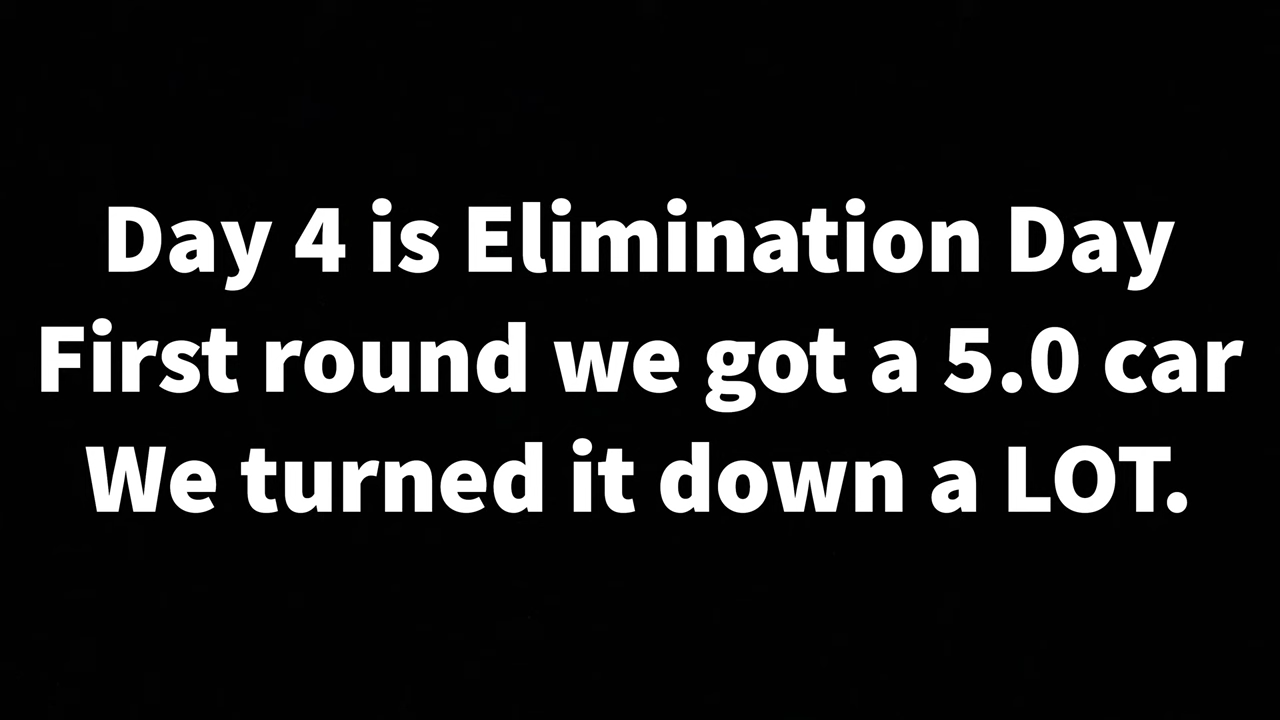 Day 4 is Elimination Day
First round we got a 5.0 car
We turned it down a LOT.